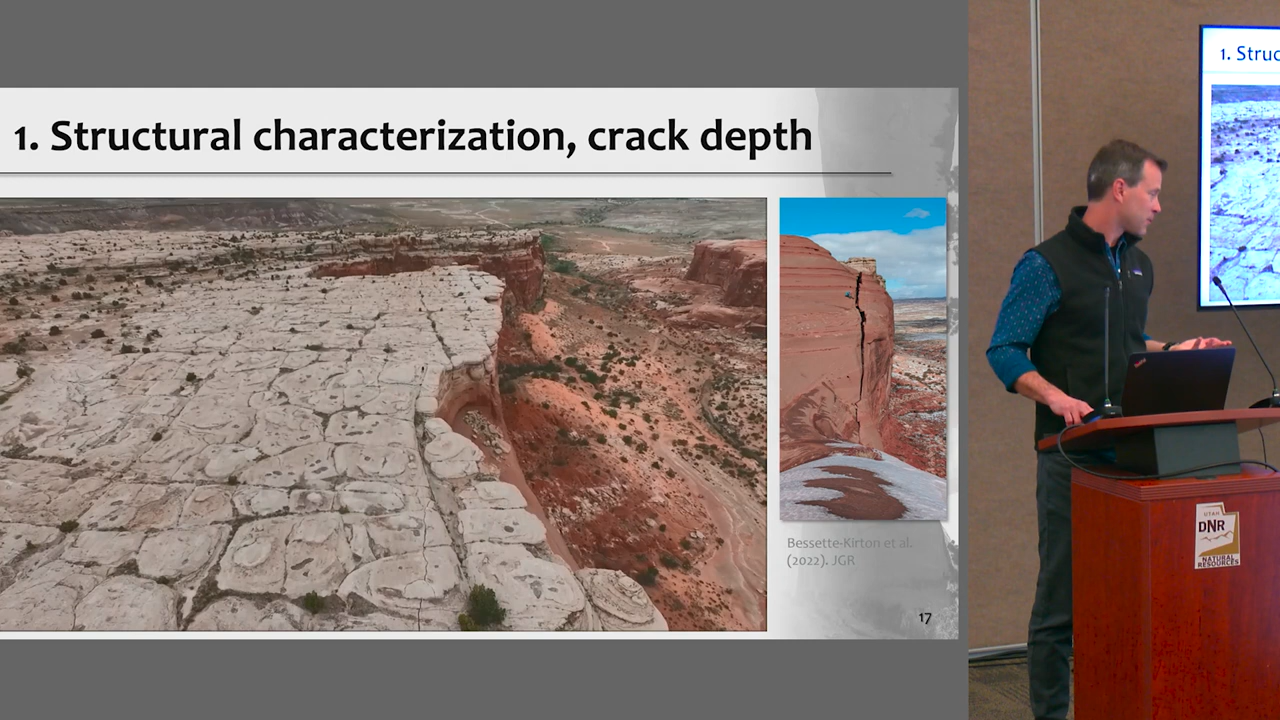 1. Structural characterization, crack depth
Bessette-Kirton et al.
(2022). JGR
17
1. Struc
UTAH
DNR
NATURAL
RESOURCES